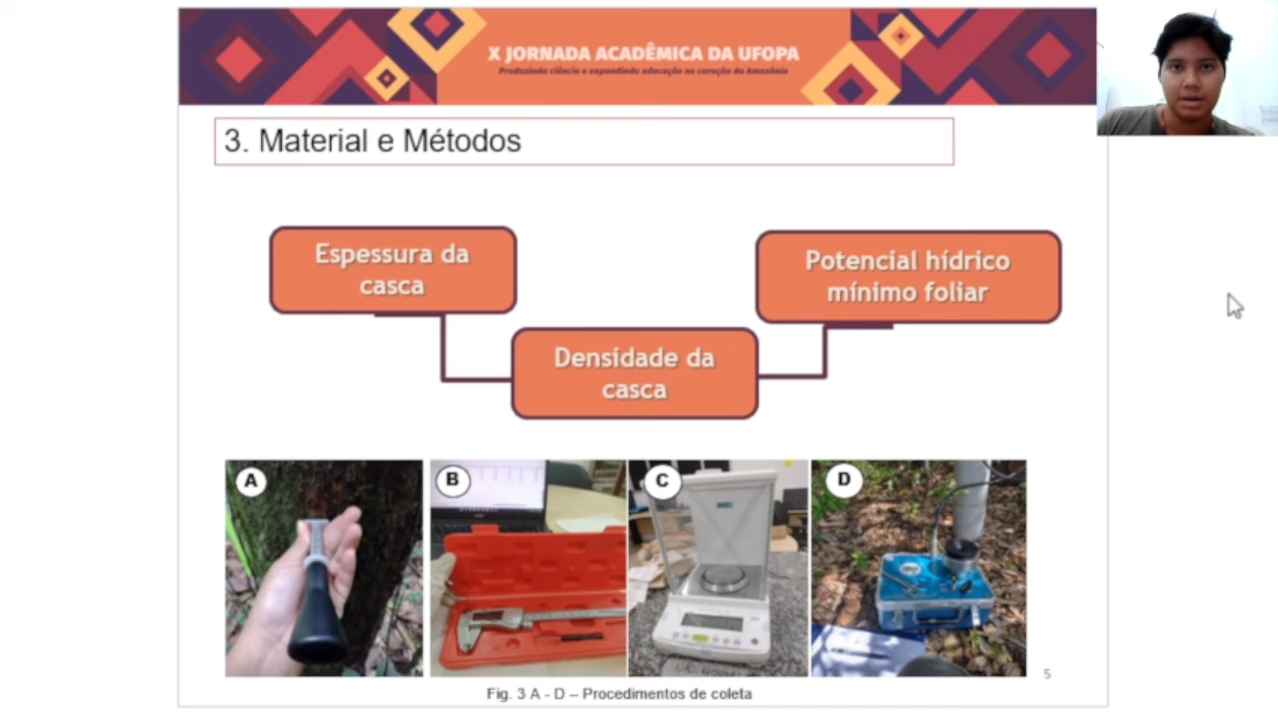 X JORNADA ACADÊMICA DA UFOPA
Produzindo ciência e expandindo educação no coração da Amazônia
3. Material e Métodos
Espessura da
casca
Potencial hídrico
mínimo foliar
Densidade da
casca
A
B
C
D
Fig. 3 A - D – Procedimentos de coleta
5